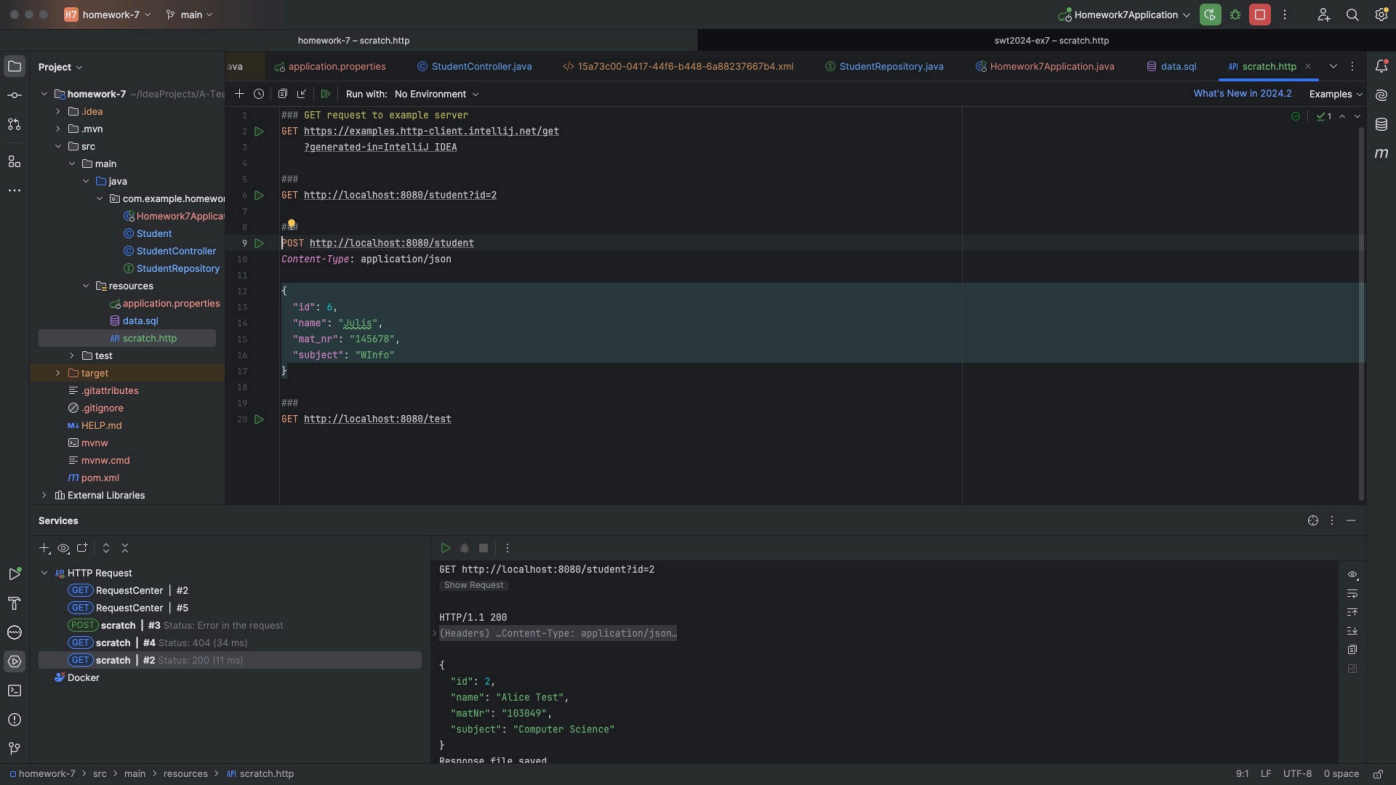 H7 homework-7 main Homework7Application
homework-7 – scratch.http swt2024-ex7 – scratch.http
Project
ava application.properties StudentController.java 15a73c00-0417-44f6-b448-6a88237667b4.xml StudentRepository.java Homework7Application.java data.sql API scratch.http
homework-7 ~/IdeaProjects/A-Tea
.idea
.mvn
src
main
java
com.example.homewor
Homework7Applica
Student
StudentController
StudentRepository
resources
application.properties
data.sql
API scratch.http
test
target
.gitattributes
.gitignore
M↓ HELP.md
mvnw
mvnw.cmd
m pom.xml
External Libraries
Run with: No Environment What's New in 2024.2 Examples
1 ### GET request to example server
2 GET https://examples.http-client.intellij.net/get
3 ?generated-in=IntelliJ IDEA
4
5 ###
6 GET http://localhost:8080/student?id=2
7
8 ###
9 POST http://localhost:8080/student
10 Content-Type: application/json
11
12 {
13 "id": 6,
14 "name": "Julis",
15 "mat_nr": "145678",
16 "subject": "WInfo"
17 }
18
19 ###
20 GET http://localhost:8080/test
1
m
Services
API HTTP Request
GET RequestCenter | #2
GET RequestCenter | #5
POST scratch | #3 Status: Error in the request
GET scratch | #4 Status: 404 (34 ms)
GET scratch | #2 Status: 200 (11 ms)
Docker
GET http://localhost:8080/student?id=2
Show Request
HTTP/1.1 200
(Headers) …Content-Type: application/json…
{
"id": 2,
"name": "Alice Test",
"matNr": "103049",
"subject": "Computer Science"
}
Response file saved.
homework-7 > src > main > resources > API scratch.http 9:1 LF UTF-8 0 space